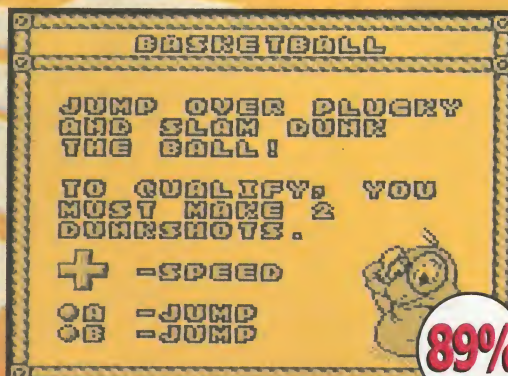 BASKETBALL
JUMP OVER PLUCKY
AND SLAM DUNK
THE BALL!
TO QUALIFY, YOU
MUST MAKE 2
DUNKSHOTS.
-SPEED
A -JUMP
B -JUMP
89%